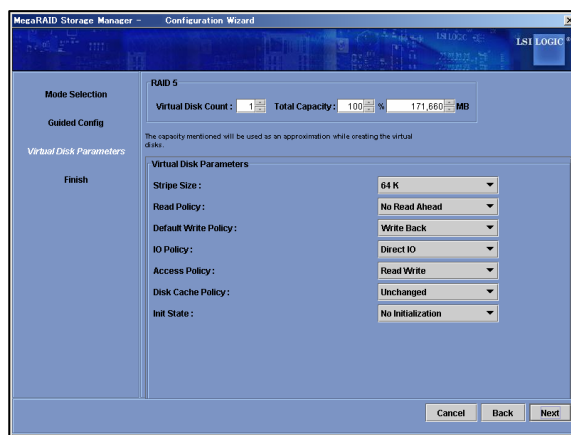 MegaRAID Storage Manager - Configuration Wizard
LSI LOGIC
Mode Selection
Guided Config
Virtual Disk Parameters
Finish
RAID 5
Virtual Disk Count : 1 Total Capacity : 100 % 171,660 MB
The capacity mentioned will be used as an approximation while creating the virtual
disks.
Virtual Disk Parameters
Stripe Size : 64 K
Read Policy : No Read Ahead
Default Write Policy : Write Back
IO Policy : Direct IO
Access Policy : Read Write
Disk Cache Policy : Unchanged
Init State : No Initialization
Cancel Back Next